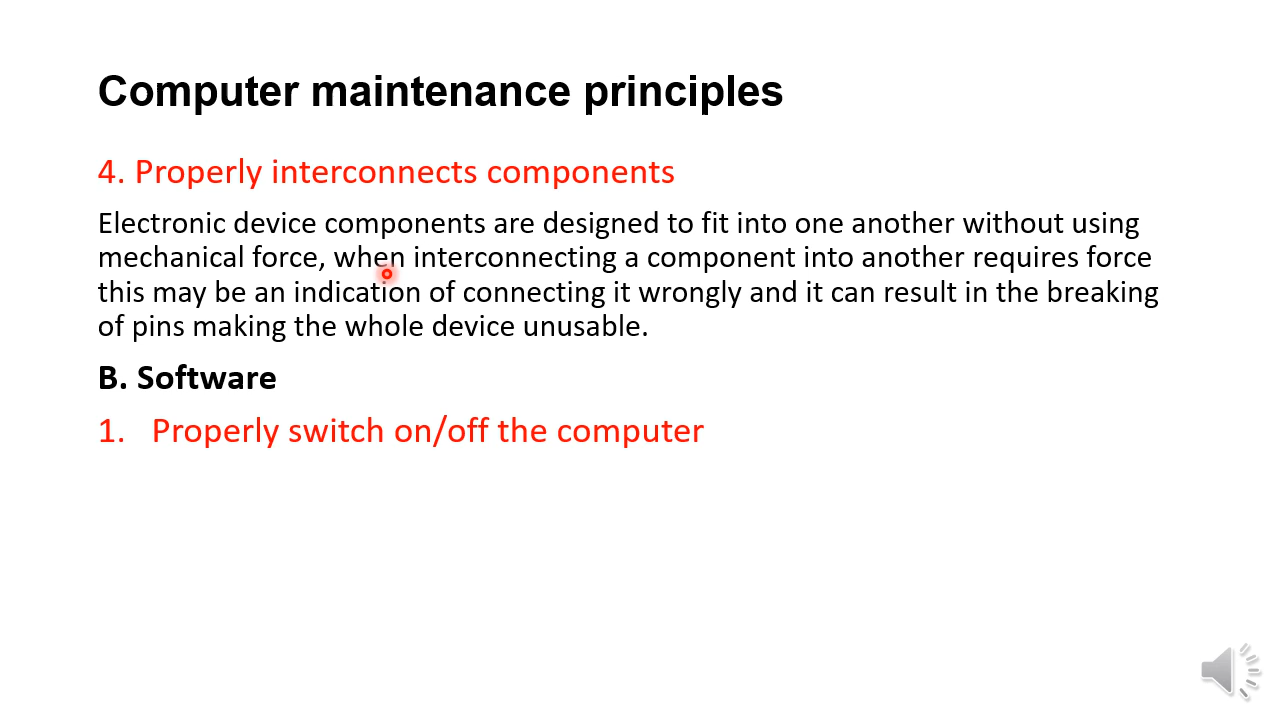 Computer maintenance principles
4. Properly interconnects components
Electronic device components are designed to fit into one another without using
mechanical force, when interconnecting a component into another requires force
this may be an indication of connecting it wrongly and it can result in the breaking
of pins making the whole device unusable.
B. Software
1. Properly switch on/off the computer